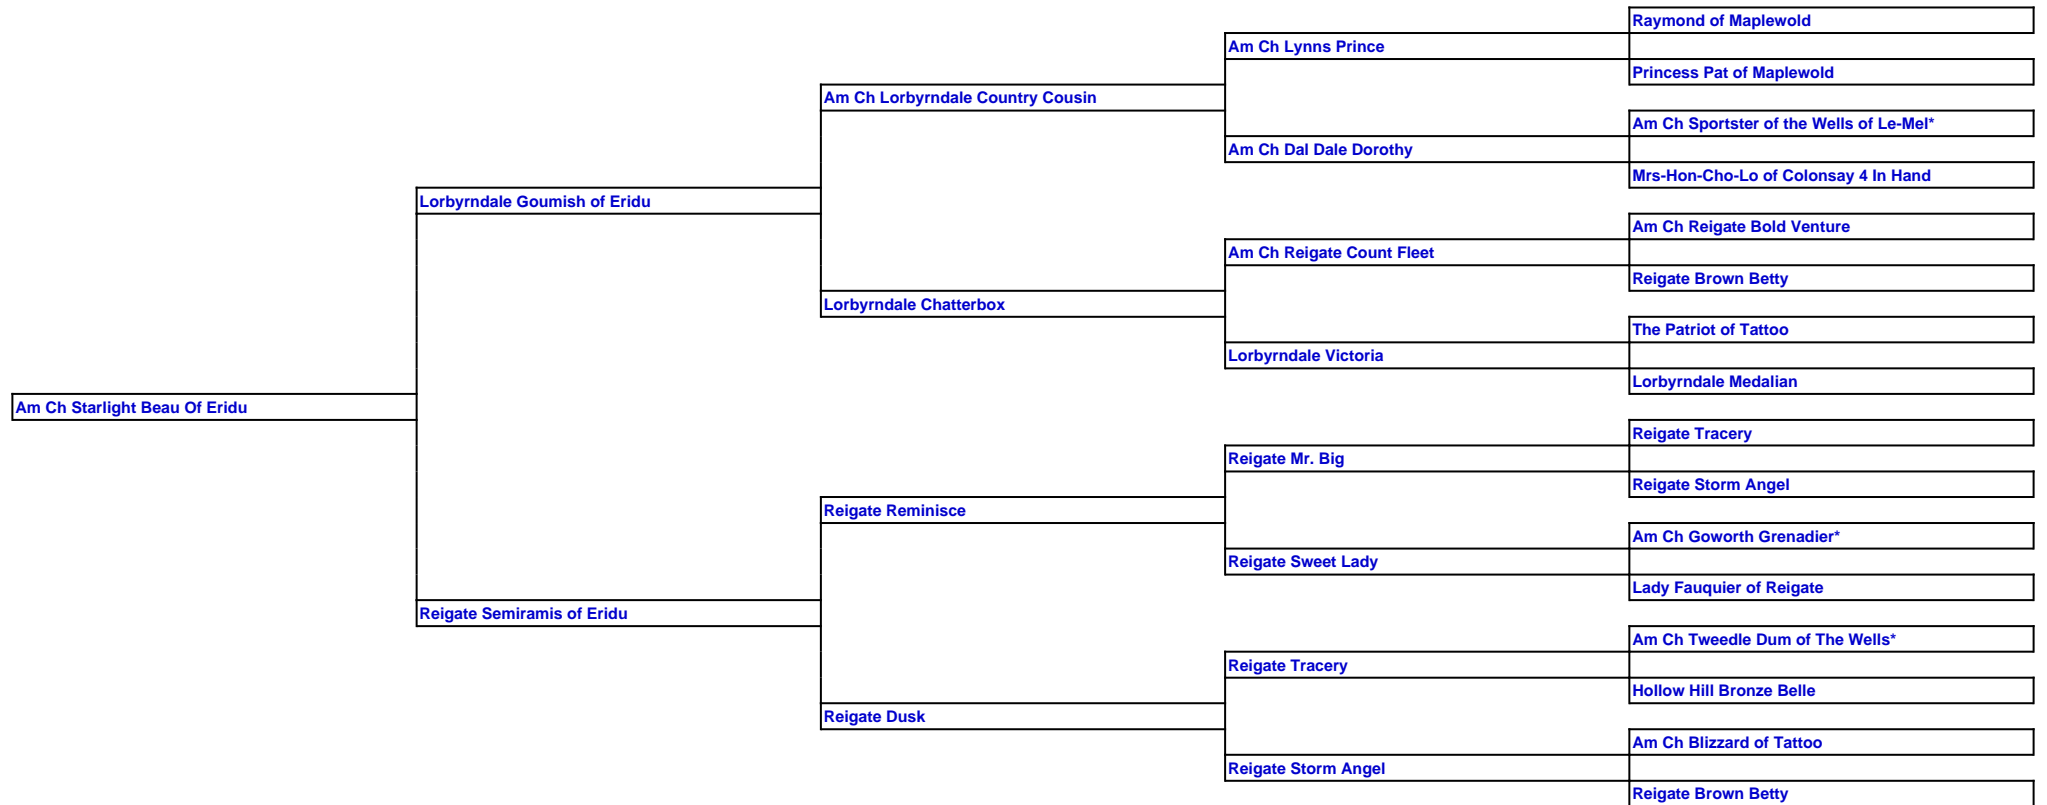 Raymond of Maplewold
Am Ch Lynns Prince
Princess Pat of Maplewold
Am Ch Lorbyrndale Country Cousin
Am Ch Sportster of the Wells of Le-Mel*
Am Ch Dal Dale Dorothy
Mrs-Hon-Cho-Lo of Colonsay 4 In Hand
Lorbyrndale Goumish of Eridu
Am Ch Reigate Bold Venture
Am Ch Reigate Count Fleet
Reigate Brown Betty
Lorbyrndale Chatterbox
The Patriot of Tattoo
Lorbyrndale Victoria
Lorbyrndale Medalian
Am Ch Starlight Beau Of Eridu
Reigate Tracery
Reigate Mr. Big
Reigate Storm Angel
Reigate Reminisce
Am Ch Goworth Grenadier*
Reigate Sweet Lady
Lady Fauquier of Reigate
Reigate Semiramis of Eridu
Am Ch Tweedle Dum of The Wells*
Reigate Tracery
Hollow Hill Bronze Belle
Reigate Dusk
Am Ch Blizzard of Tattoo
Reigate Storm Angel
Reigate Brown Betty